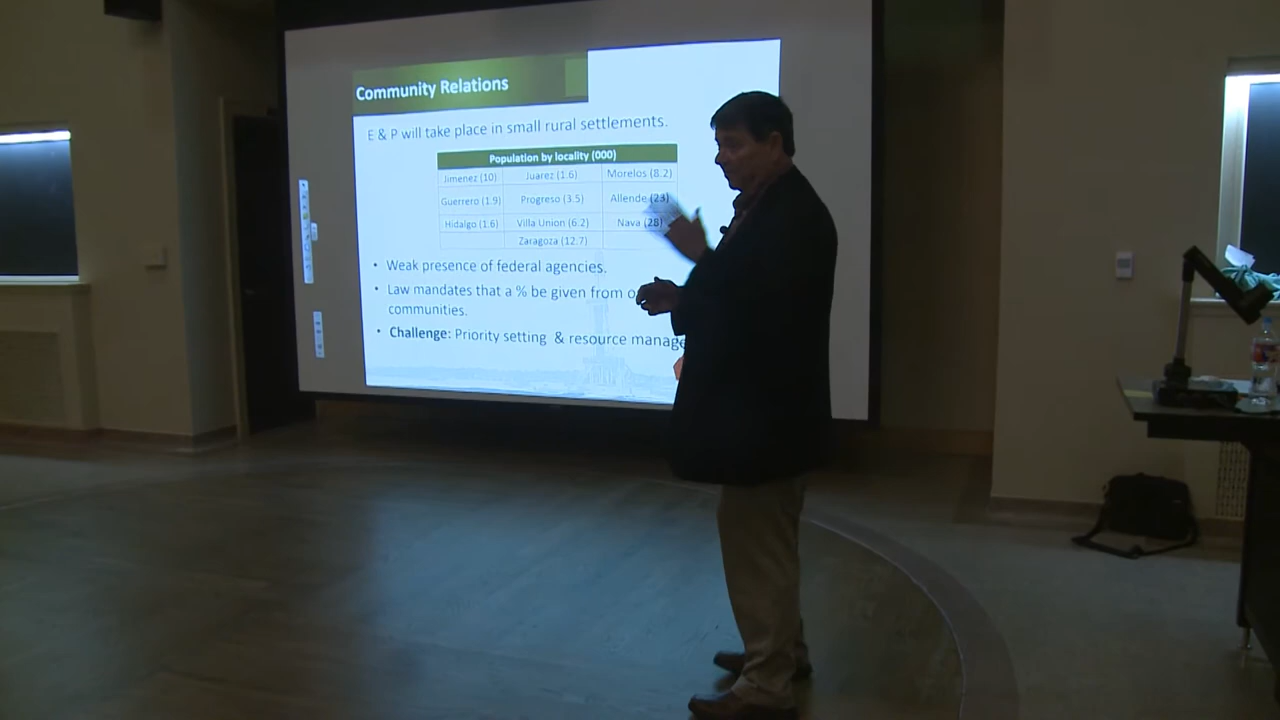 Community Relations
E & P will take place in small rural settlements.
Population by locality (000)
Jimenez (10) Juarez (1.6) Morelos (8.2)
Guerrero (1.9) Progreso (3.5) Allende (23)
Hidalgo (1.6) Villa Union (6.2) Nava (28)
Zaragoza (12.7)
• Weak presence of federal agencies.
• Law mandates that a % be given from
communities.
• Challenge: Priority setting & resource